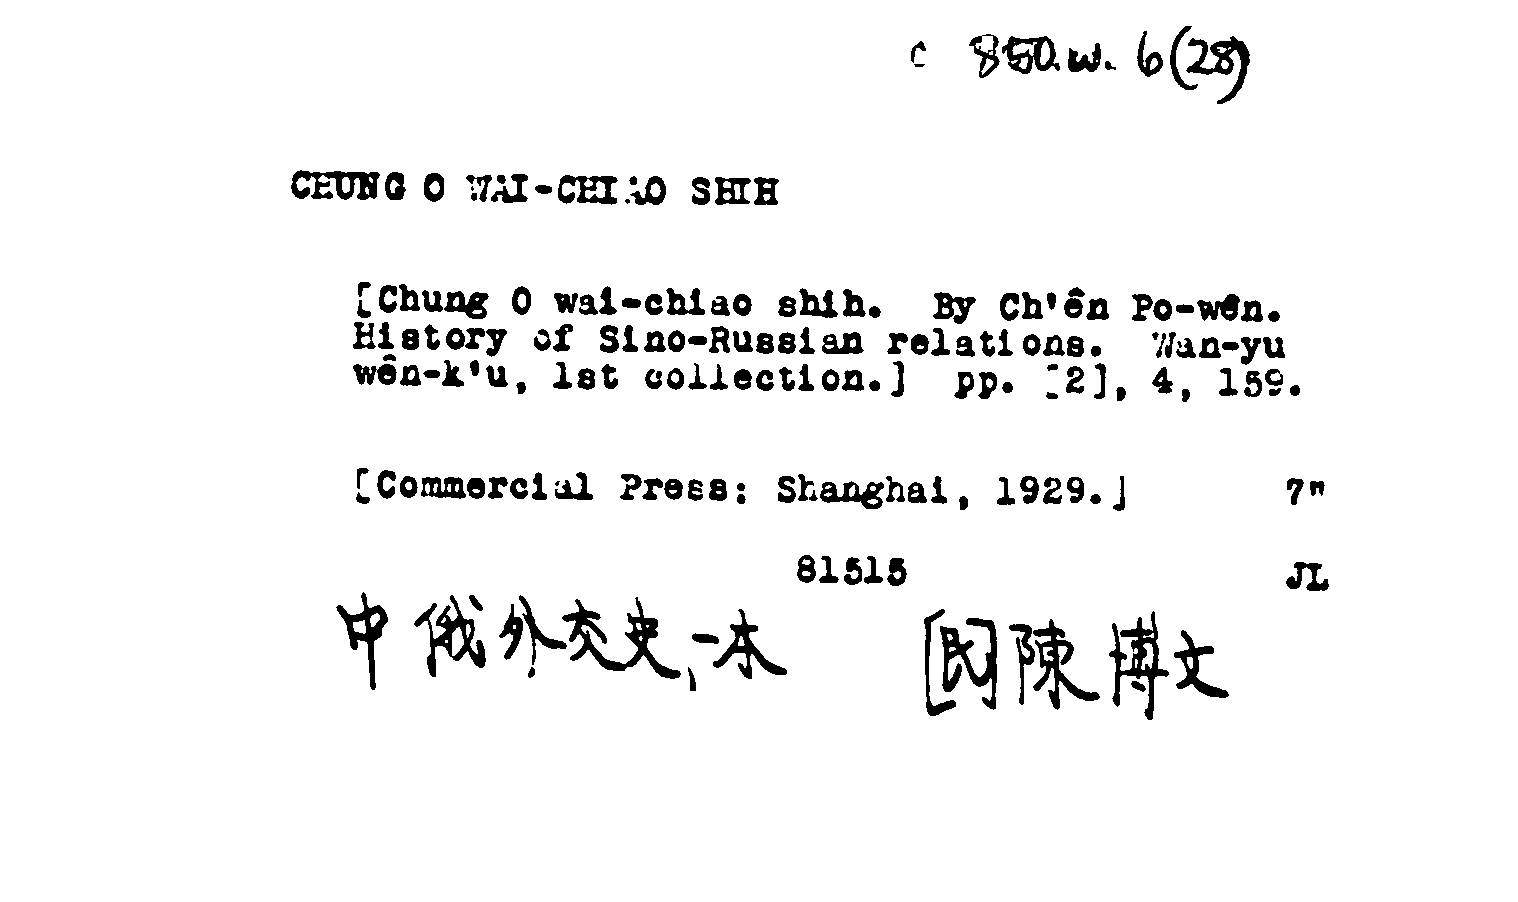 c 850.w. 6(28)
CHUNG O WAI-CHIAO SHIH
[Chung O wai-chiao shih. By Ch'ên Po-wên.
History of Sino-Russian relations. Wan-yu
wên-k'u, 1st collection.] pp. [2], 4, 159.
[Commercial Press: Shanghai, 1929.] 7"
81515 JL
中俄外交史、一本 [民]陳博文